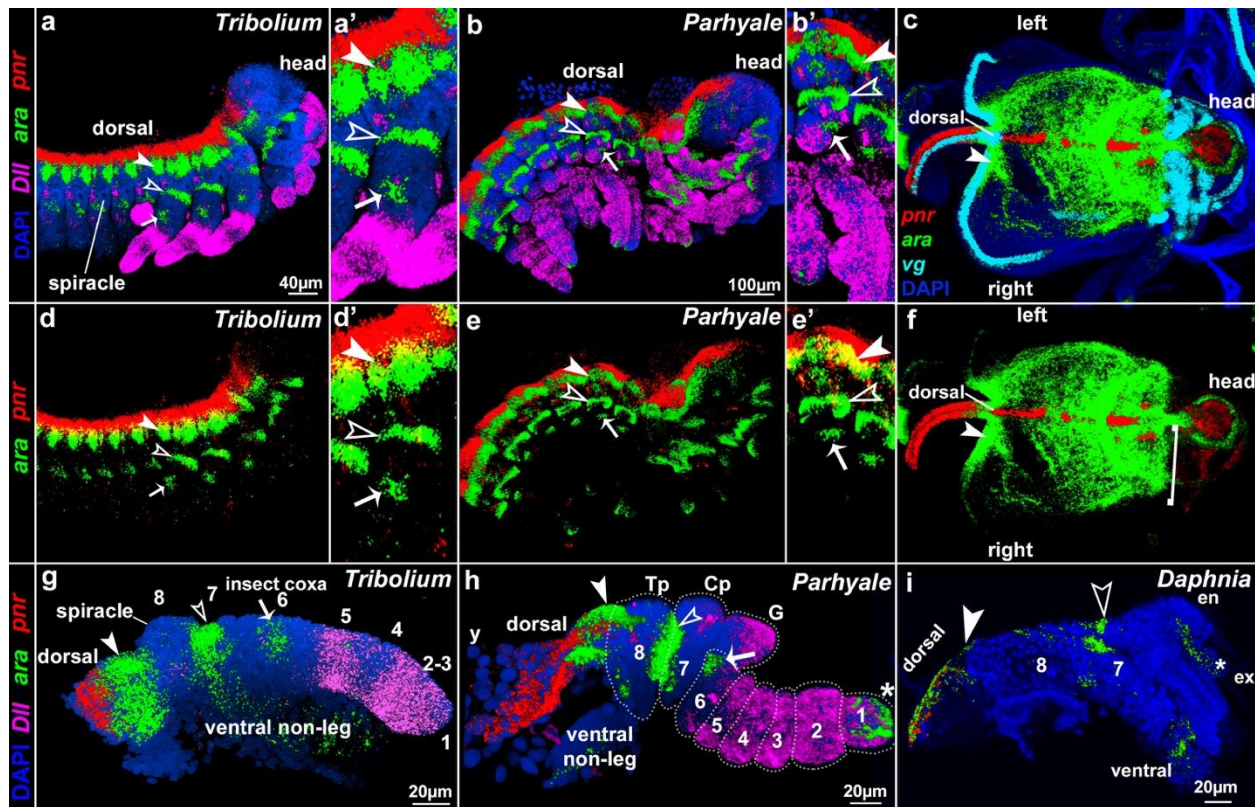 a
Tribolium
a'
b
Parhyale
b'
c
left
head
dorsal
dorsal
head
head
dorsal
spiracle
40µm
100µm
right
pnr
ara
vg
DAPI
DAPI Dll ara pnr
d
Tribolium
d'
e
Parhyale
e'
f
left
head
dorsal
right
ara pnr
g
Tribolium
h
Parhyale
i
Daphnia
spiracle
8
7
insect coxa
6
5
4
2-3
1
dorsal
ventral non-leg
20µm
Tp
Cp
G
dorsal
y
8
7
6
5
4
3
2
1
*
ventral
non-leg
20µm
en
*
ex
dorsal
8
7
ventral
20µm
DAPI Dll ara pnr